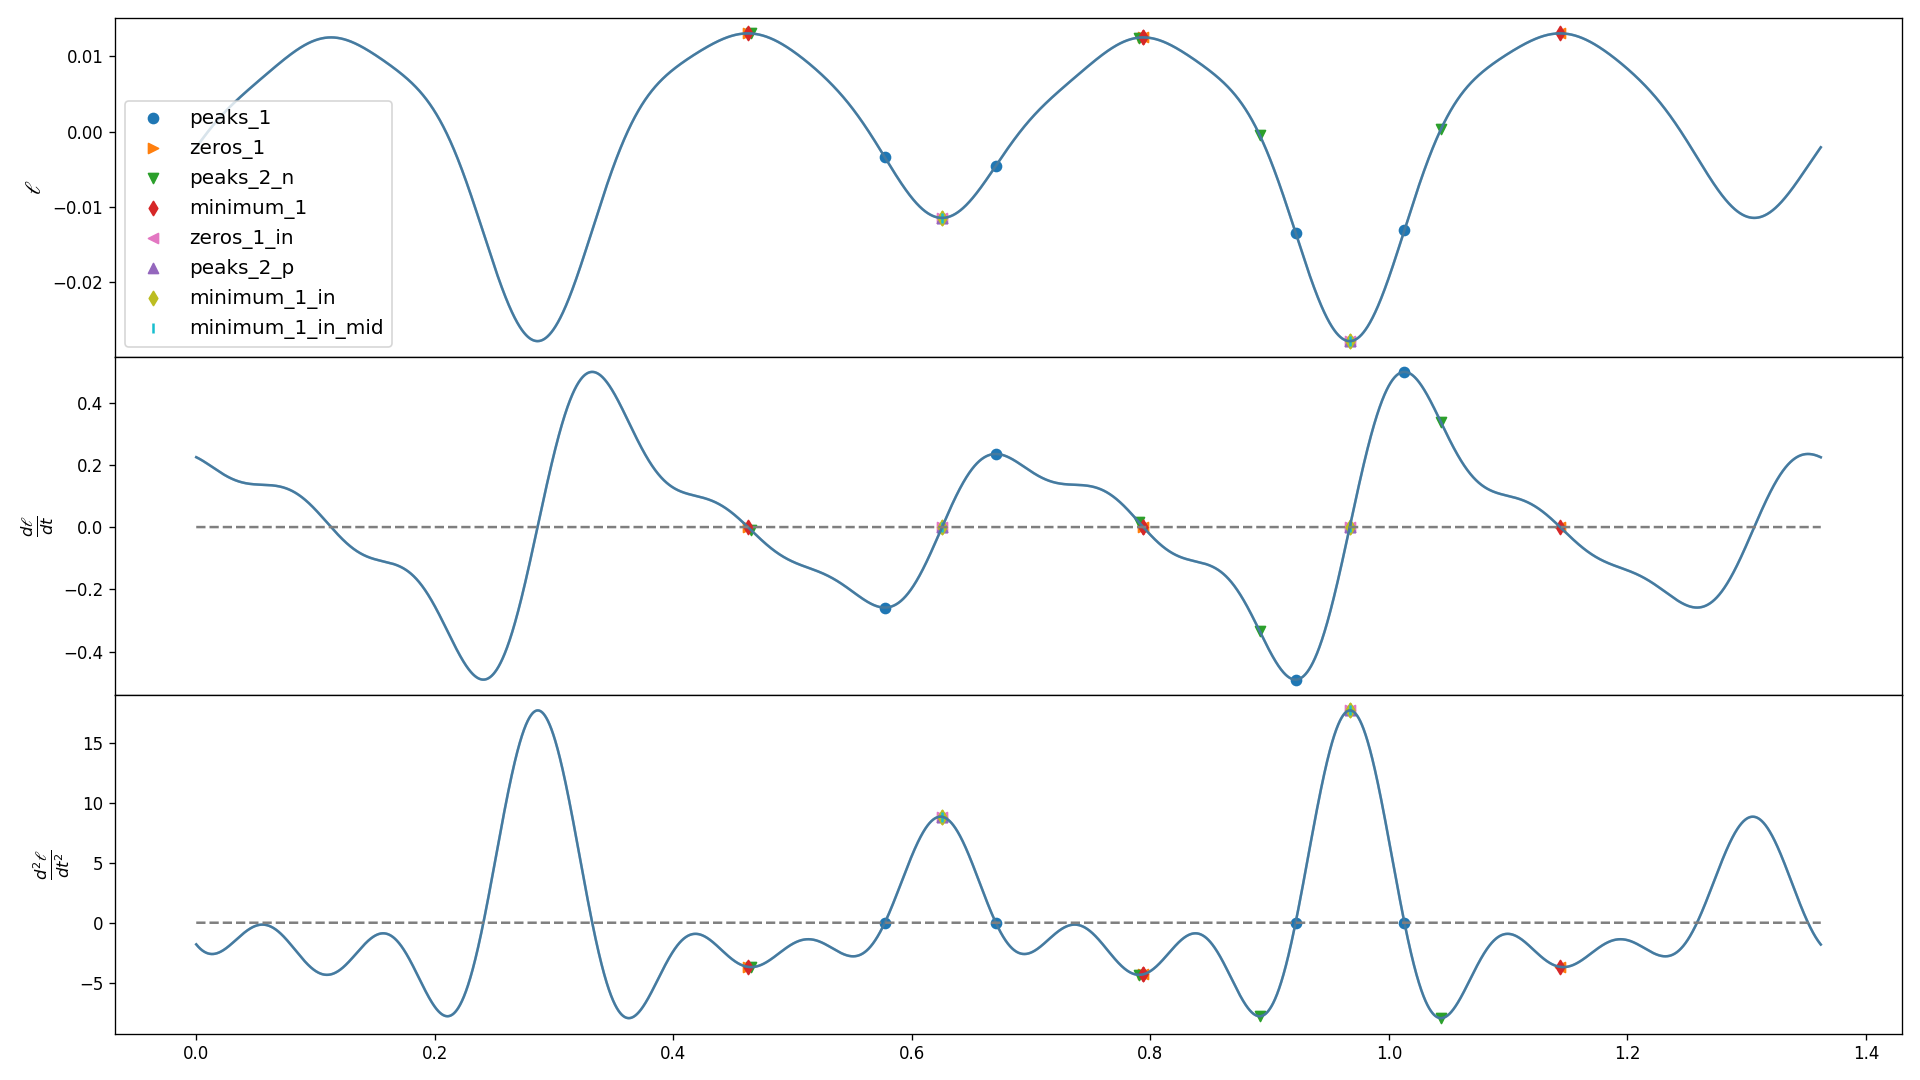 0.01
0.00
−0.01
−0.02
ℓ
peaks_1
zeros_1
peaks_2_n
minimum_1
zeros_1_in
peaks_2_p
minimum_1_in
minimum_1_in_mid
0.4
0.2
0.0
−0.2
−0.4
dℓ
dt
15
10
5
0
−5
d²ℓ
dt²
0.0 0.2 0.4 0.6 0.8 1.0 1.2 1.4